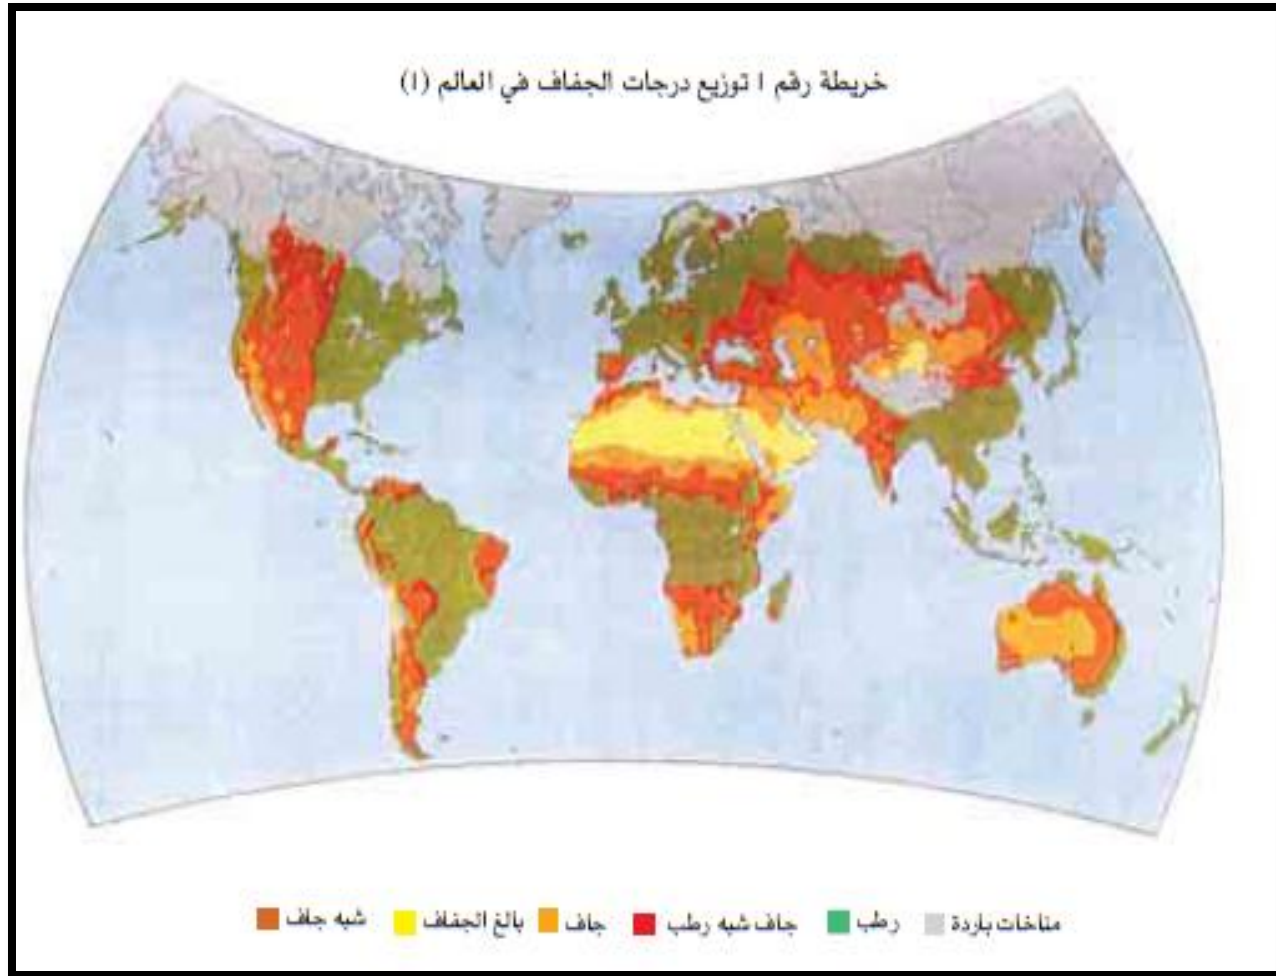 خريطة رقم ١ توزيع درجات الجفاف في العالم (١)
مناخات باردة رطب جاف شبه رطب جاف بالغ الجفاف شبه جاف